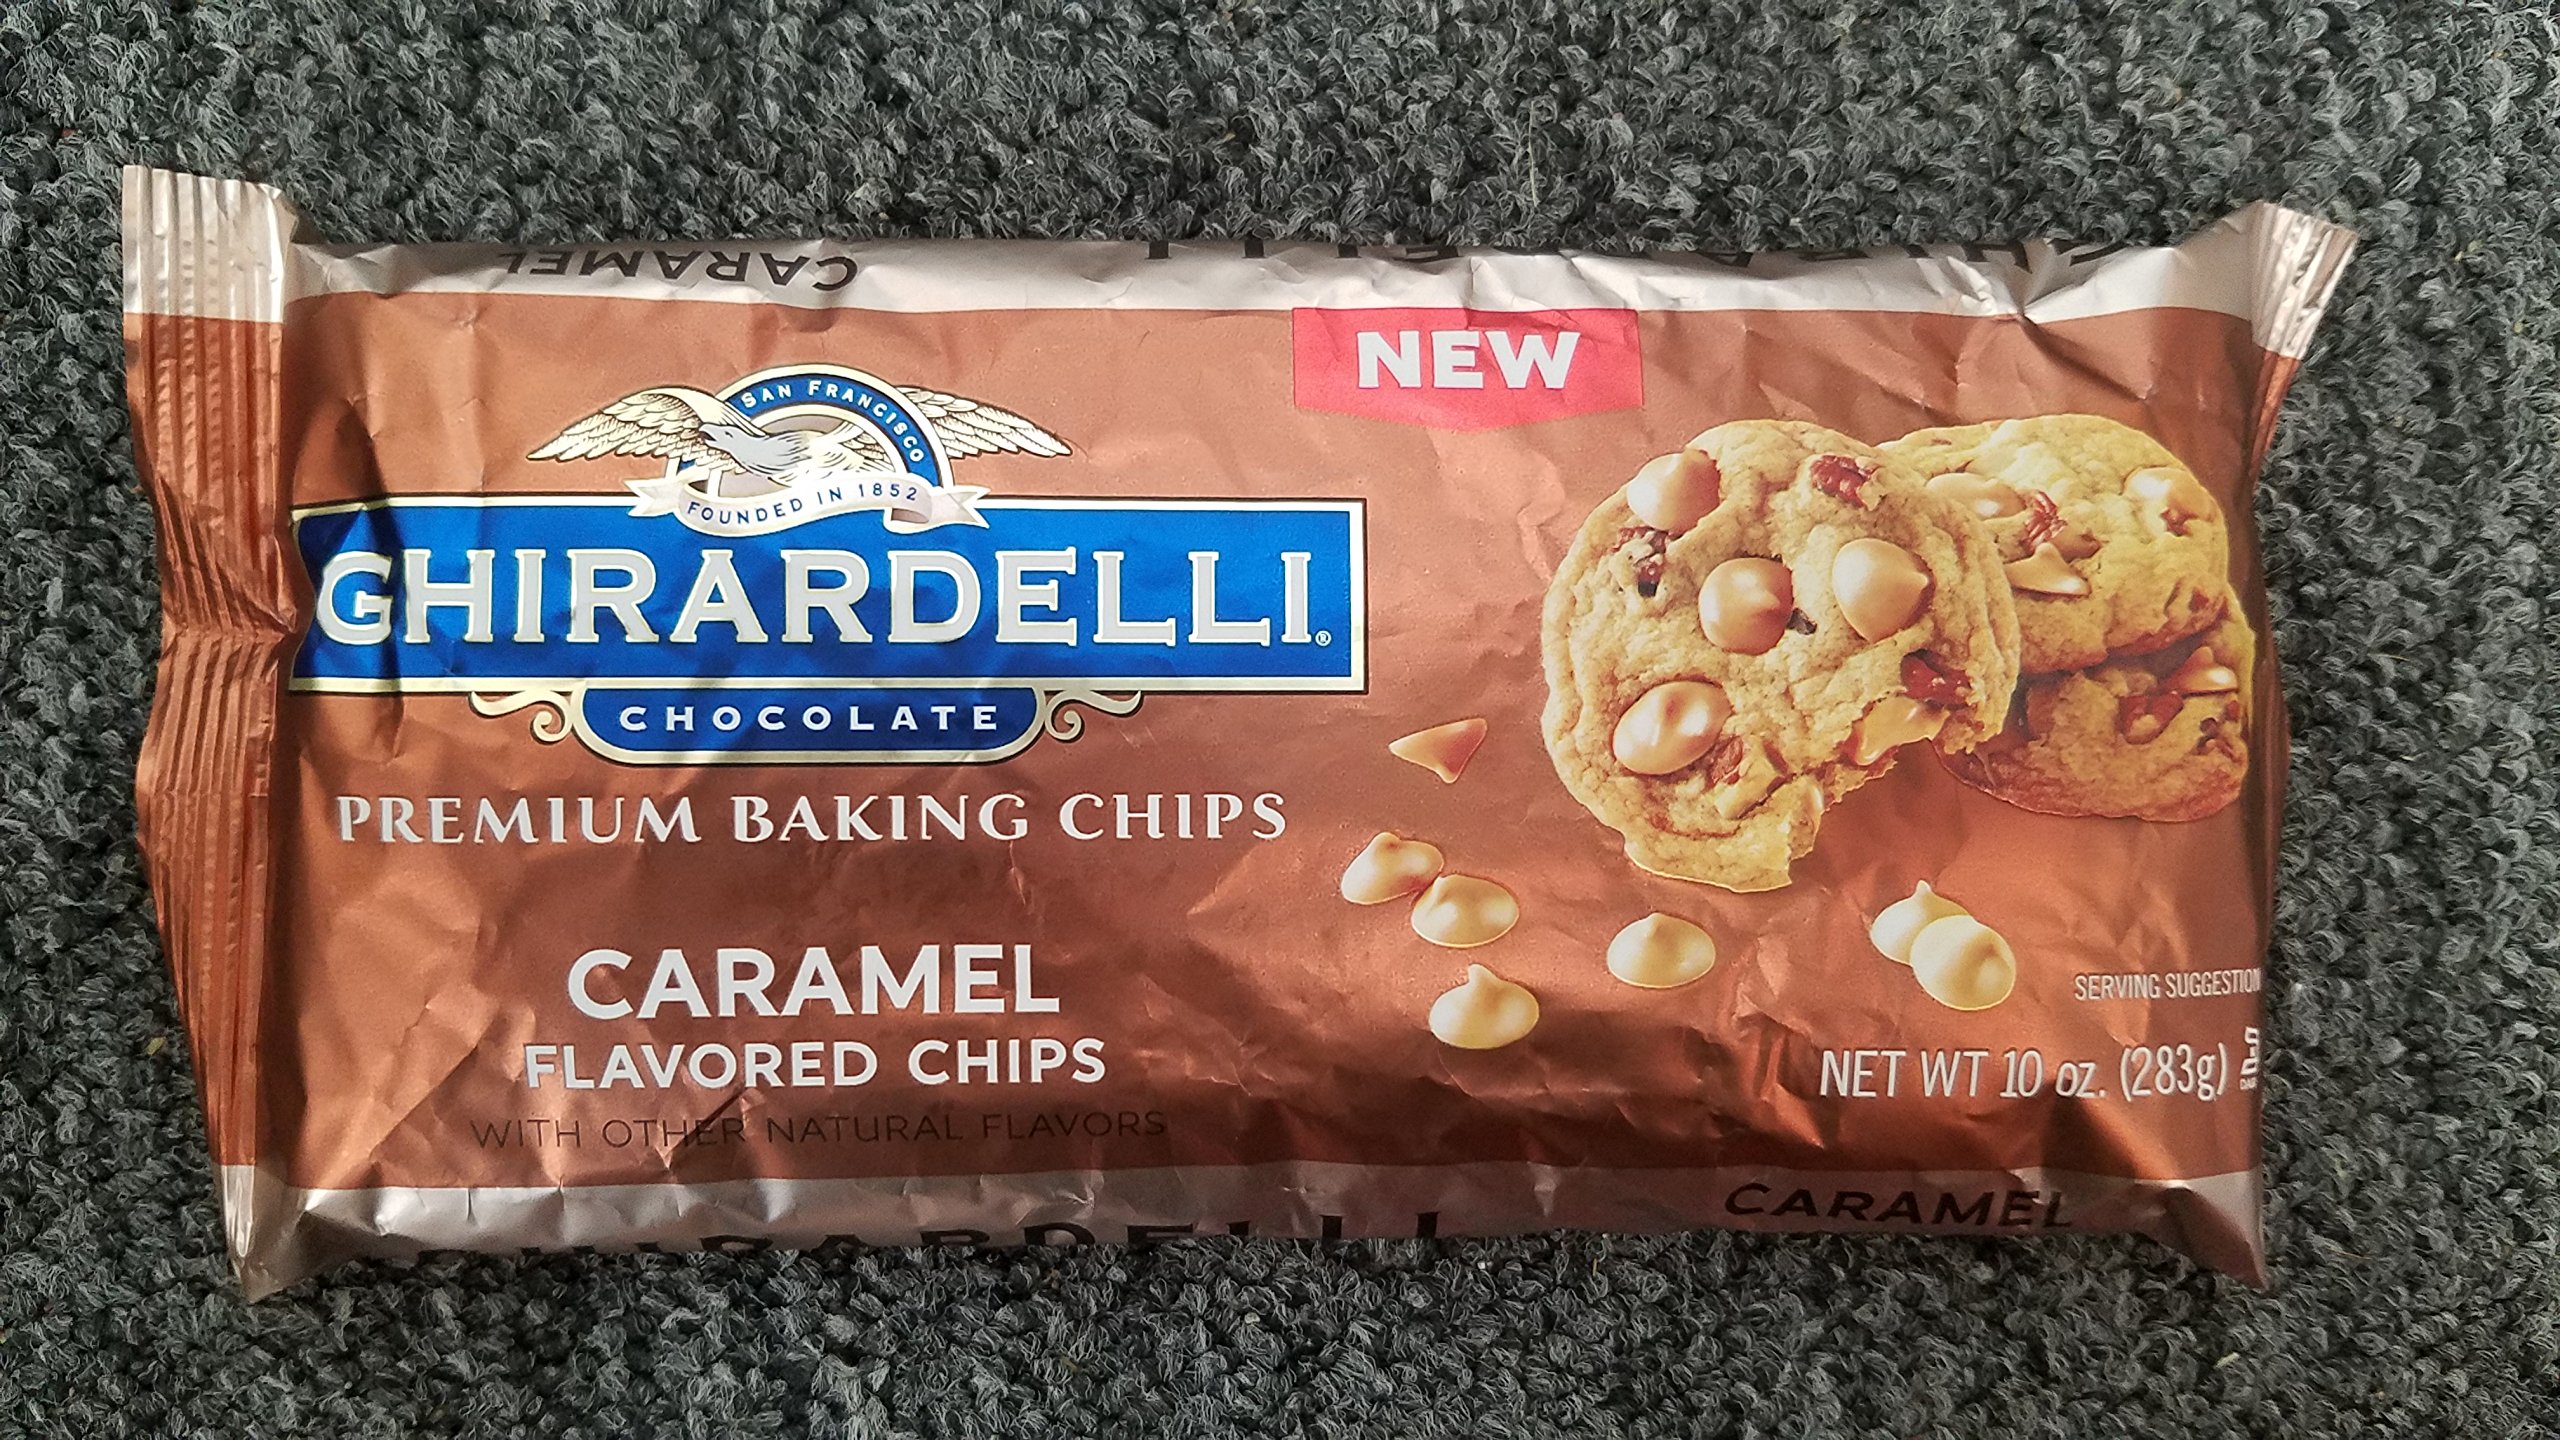 CARAMEL
NEW
SAN FRANCISCO
FOUNDED IN 1852
GHIRARDELLI®
CHOCOLATE
PREMIUM BAKING CHIPS
CARAMEL
FLAVORED CHIPS
WITH OTHER NATURAL FLAVORS
SERVING SUGGESTION
NET WT 10 oz. (283g)
GHIRARDELLI
CARAMEL